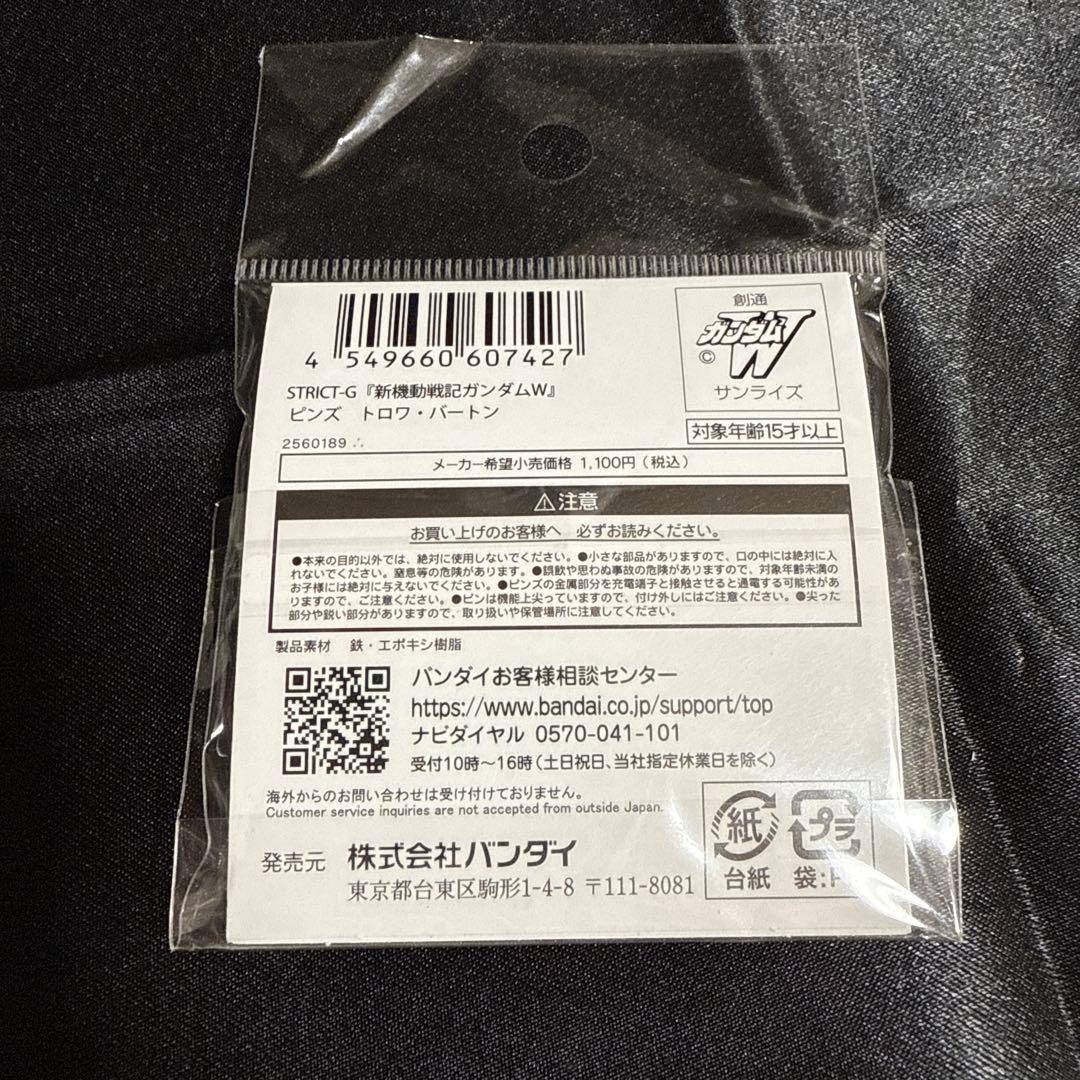 4 549660 607427
STRICT-G『新機動戦記ガンダムW』
ピンズ　トロワ・バートン
2560189
創通
ガンダムW
©
サンライズ
対象年齢15才以上
メーカー希望小売価格 1,100円（税込）
⚠注意
お買い上げのお客様へ　必ずお読みください。
●本来の目的以外では、絶対に使用しないでください。●小さな部品がありますので、口の中には絶対に入
れないでください。窒息等の危険があります。●誤飲や思わぬ事故の危険がありますので、対象年齢未満の
お子様には絶対に与えないでください。●ピンズの金属部分を充電端子と接触させると通電する可能性があ
りますので、ご注意ください。●ピンは機能上尖っていますので、付け外しにはご注意ください。●尖った
部分や鋭い部分がありますので、取り扱いや保管場所に注意してください。
製品素材　鉄・エポキシ樹脂
バンダイお客様相談センター
https://www.bandai.co.jp/support/top
ナビダイヤル 0570-041-101
受付10時～16時（土日祝日、当社指定休業日を除く）
海外からのお問い合わせは受け付けておりません。
Customer service inquiries are not accepted from outside Japan.
発売元　株式会社バンダイ
東京都台東区駒形1-4-8 〒111-8081
紙 プラ
台紙 袋: